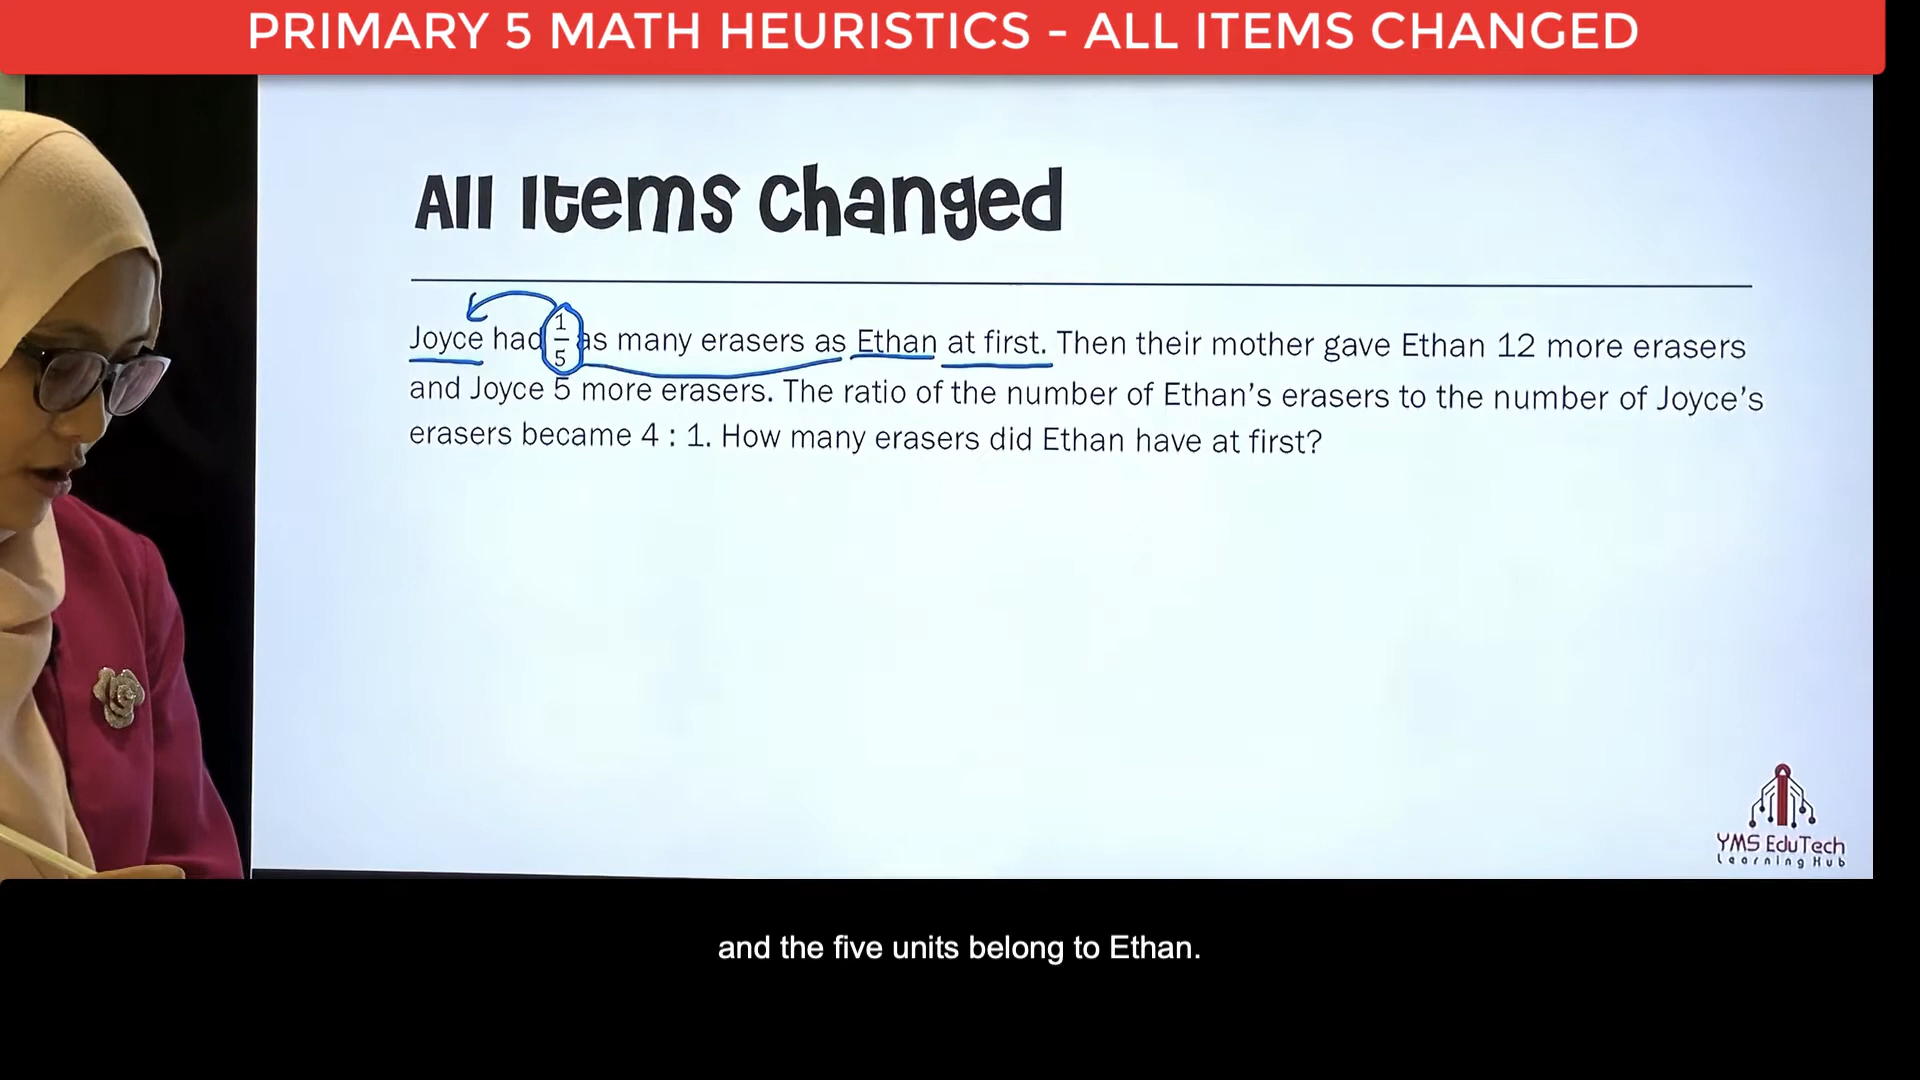 PRIMARY 5 MATH HEURISTICS - ALL ITEMS CHANGED
All Items Changed
Joyce had 1/5 as many erasers as Ethan at first. Then their mother gave Ethan 12 more erasers
and Joyce 5 more erasers. The ratio of the number of Ethan's erasers to the number of Joyce's
erasers became 4 : 1. How many erasers did Ethan have at first?
YMS EduTech
Learning Hub
and the five units belong to Ethan.